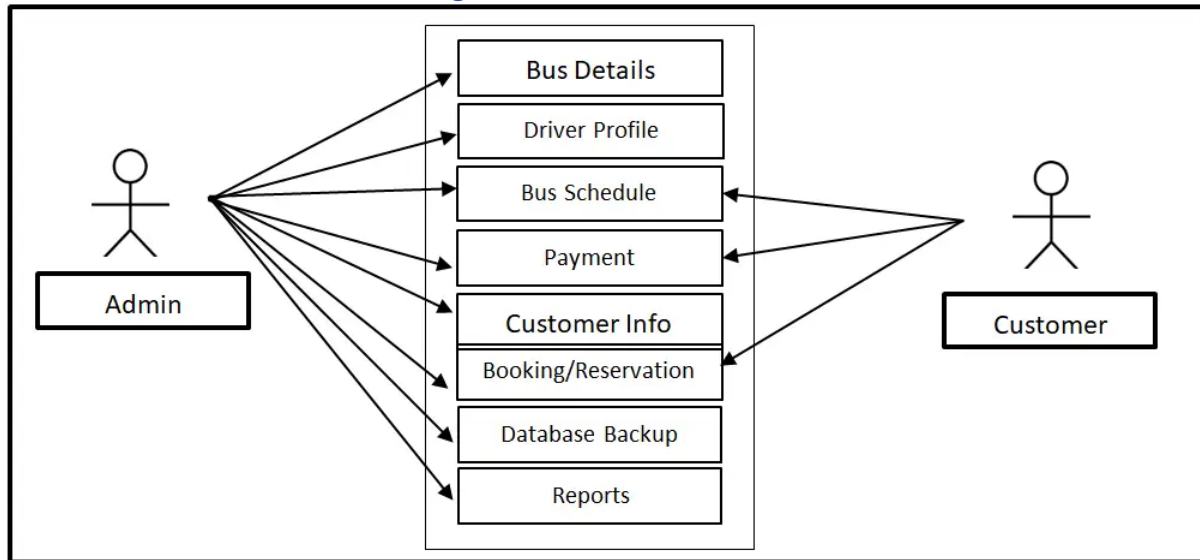 Bus Details
Driver Profile
Bus Schedule
Payment
Admin
Customer Info
Customer
Booking/Reservation
Database Backup
Reports